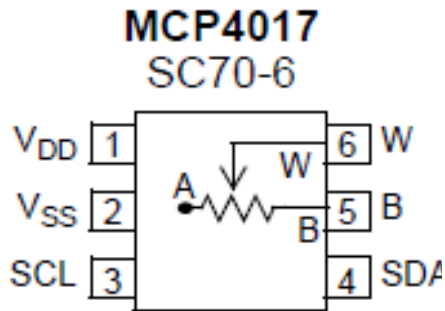 MCP4017
SC70-6
VDD 1 6 W
W
A
VSS 2 5 B
B
SCL 3 4 SDA